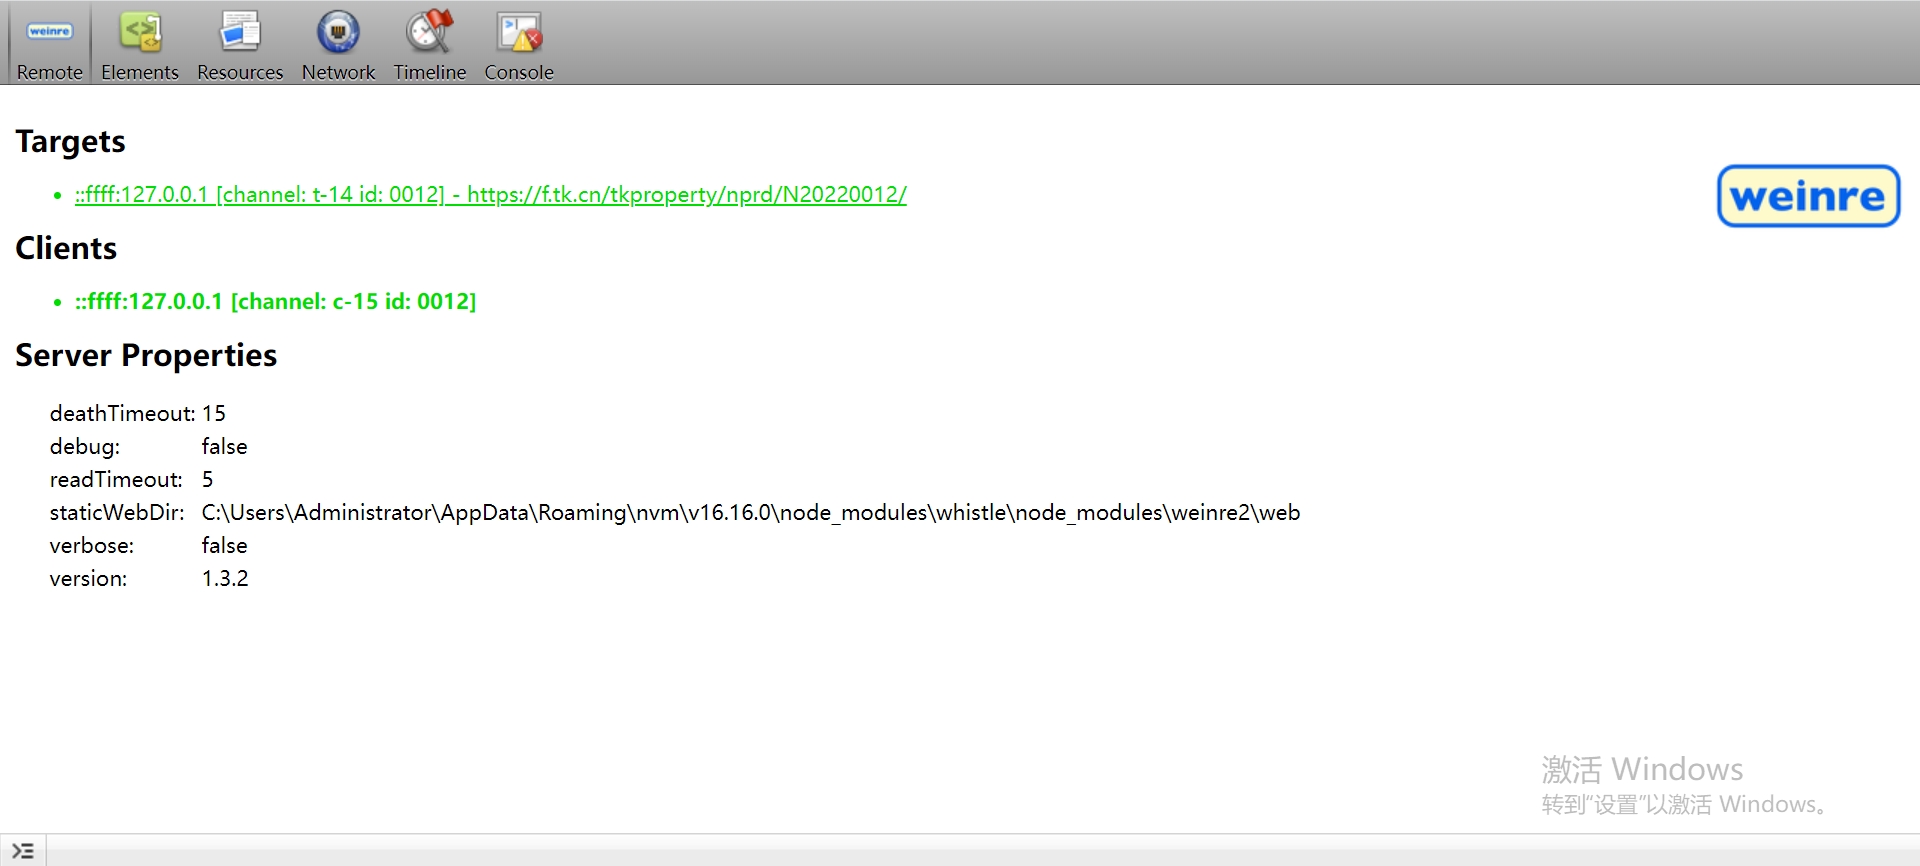 weinre
Remote Elements Resources Network Timeline Console
Targets
::ffff:127.0.0.1 [channel: t-14 id: 0012] - https://f.tk.cn/tkproperty/nprd/N20220012/
weinre
Clients
::ffff:127.0.0.1 [channel: c-15 id: 0012]
Server Properties
deathTimeout: 15
debug: false
readTimeout: 5
staticWebDir: C:\Users\Administrator\AppData\Roaming\nvm\v16.16.0\node_modules\whistle\node_modules\weinre2\web
verbose: false
version: 1.3.2
激活 Windows
转到"设置"以激活 Windows。